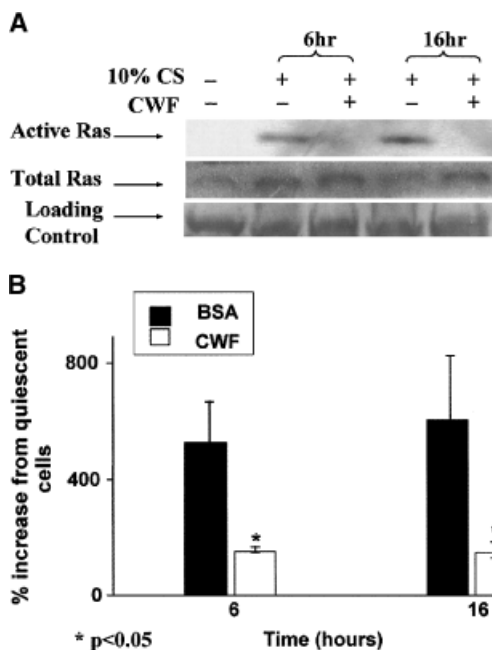 A
6hr 16hr
10% CS – + + + +
CWF – – + – +
Active Ras
Total Ras
Loading
Control
B
BSA
CWF
% increase from quiescent
cells
800
400
0
*
6 16
* p<0.05 Time (hours)